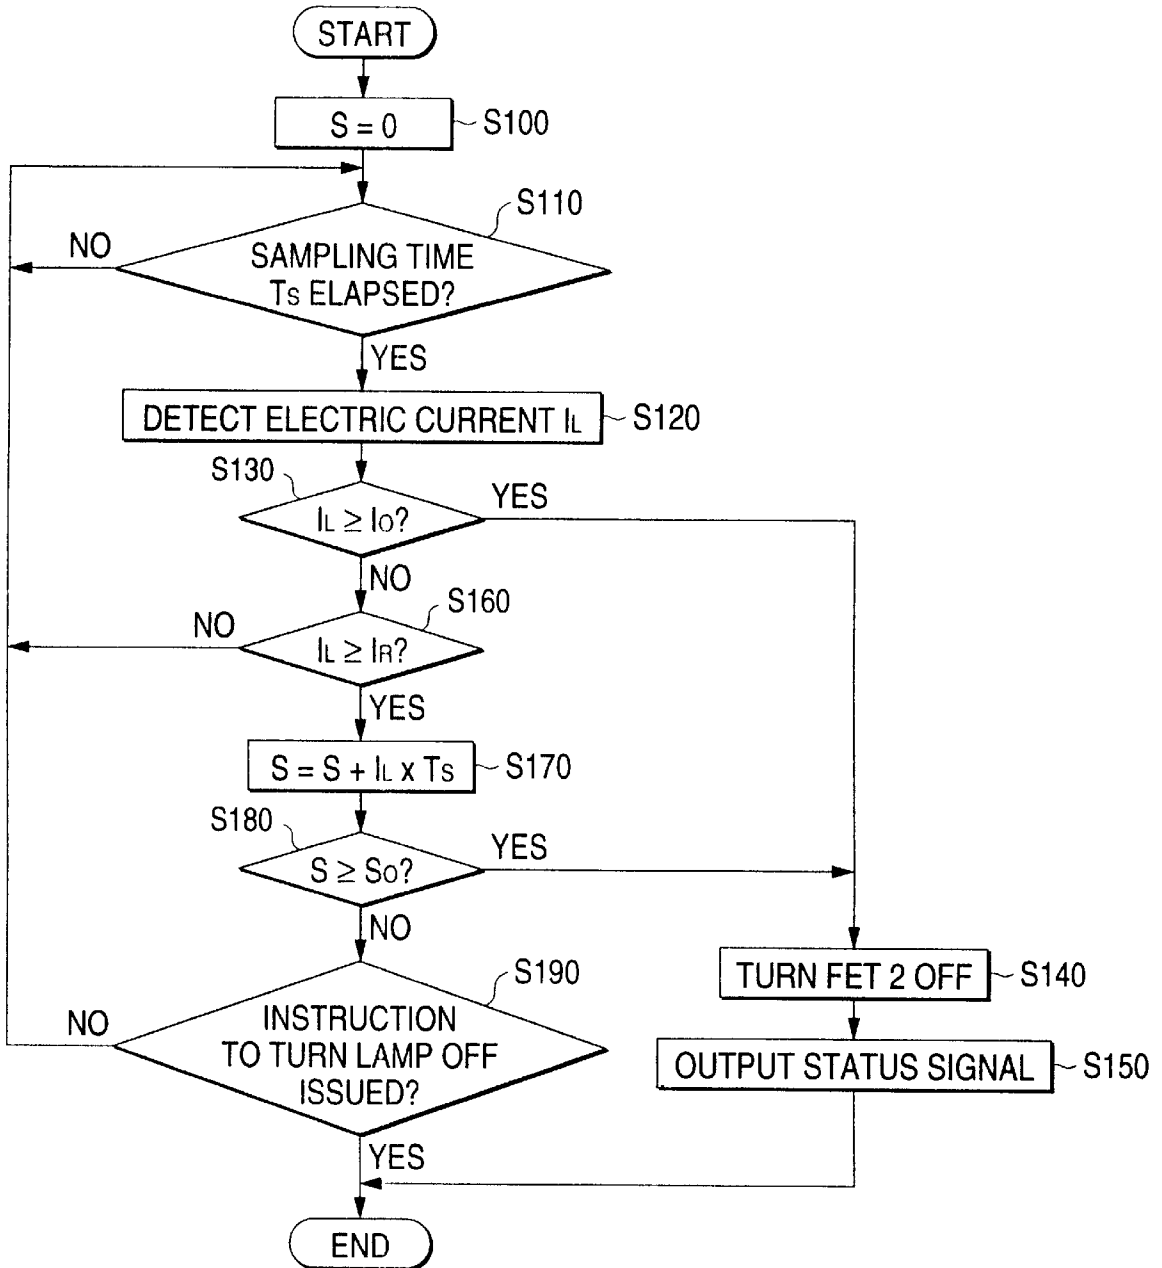 START
S = 0
S100
S110
NO
SAMPLING TIME
Ts ELAPSED?
YES
DETECT ELECTRIC CURRENT IL
S120
S130
YES
IL ≥ IO?
NO
S160
NO
IL ≥ IR?
YES
S = S + IL x Ts
S170
S180
YES
S ≥ SO?
NO
S190
TURN FET 2 OFF
S140
NO
INSTRUCTION
TO TURN LAMP OFF
ISSUED?
OUTPUT STATUS SIGNAL
S150
YES
END